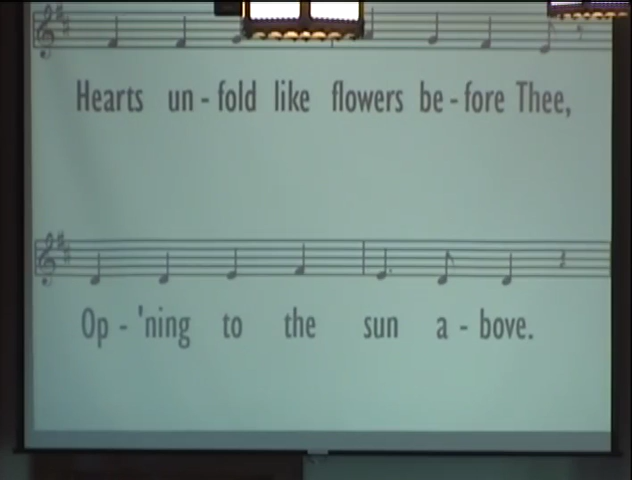 Hearts un - fold like flowers be - fore Thee,
Op - 'ning to the sun a - bove.